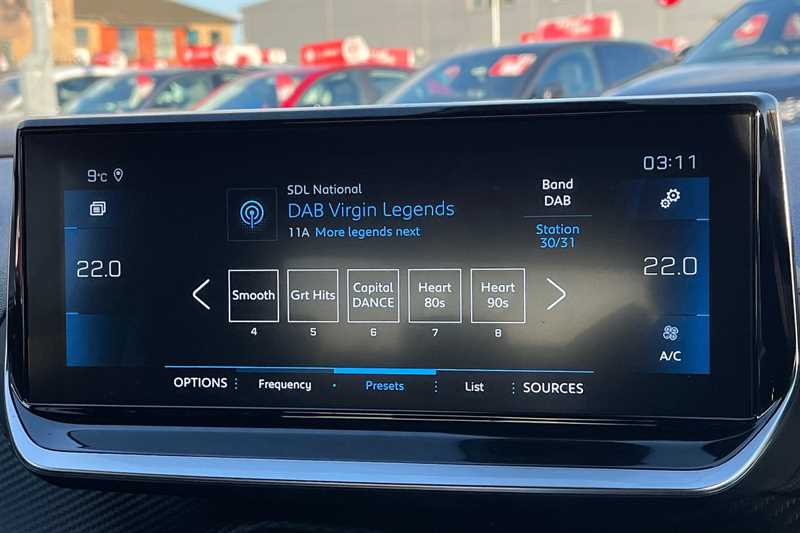 9°C
03:11
SDL National
DAB Virgin Legends
11A More legends next
Band
DAB
Station
30/31
22.0
22.0
Smooth
4
Grt Hits
5
Capital
DANCE
6
Heart
80s
7
Heart
90s
8
A/C
OPTIONS Frequency Presets List SOURCES